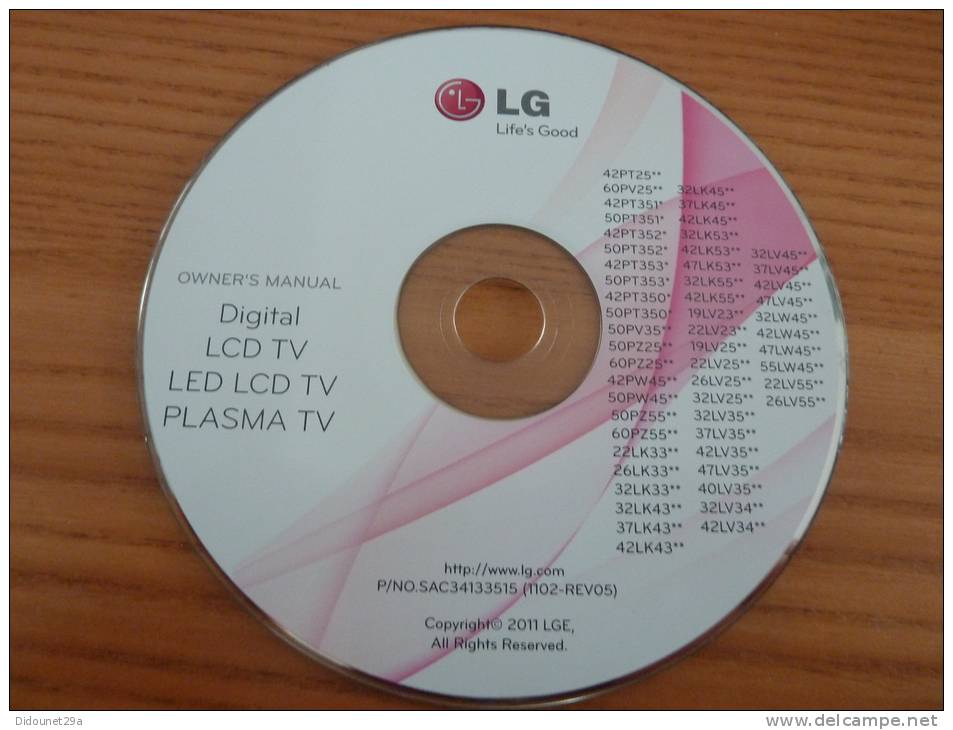 LG
Life's Good
OWNER'S MANUAL
Digital
LCD TV
LED LCD TV
PLASMA TV
42PT25**
60PV25** 32LK45**
42PT351* 37LK45**
50PT351* 42LK45**
42PT352* 32LK53**
50PT352* 42LK53** 32LV45**
42PT353* 47LK53** 37LV45**
50PT353* 32LK55** 42LV45**
42PT350* 42LK55** 47LV45**
50PT350* 19LV23** 32LW45**
50PV35** 22LV23** 42LW45**
50PZ25** 19LV25** 47LW45**
60PZ25** 22LV25** 55LW45**
42PW45** 26LV25** 22LV55**
50PW45** 32LV25** 26LV55**
50PZ55** 32LV35**
60PZ55** 37LV35**
22LK33** 42LV35**
26LK33** 47LV35**
32LK33** 40LV35**
32LK43** 32LV34**
37LK43** 42LV34**
42LK43**
http://www.lg.com
P/NO.SAC34133515 (1102-REV05)
Copyright© 2011 LGE,
All Rights Reserved.
Didounet29a
www.delcampe.net